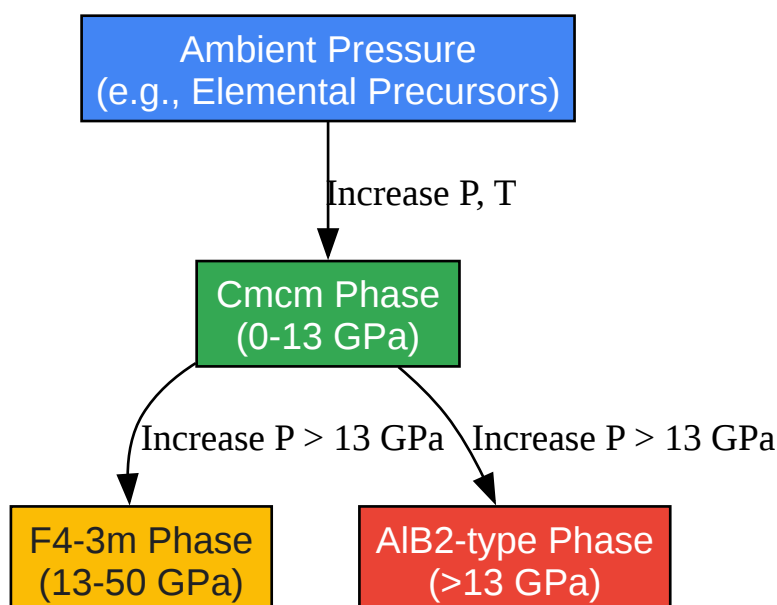 Ambient Pressure
(e.g., Elemental Precursors)
Increase P, T
Cmcm Phase
(0-13 GPa)
Increase P > 13 GPa
Increase P > 13 GPa
F4-3m Phase
(13-50 GPa)
AlB2-type Phase
(>13 GPa)